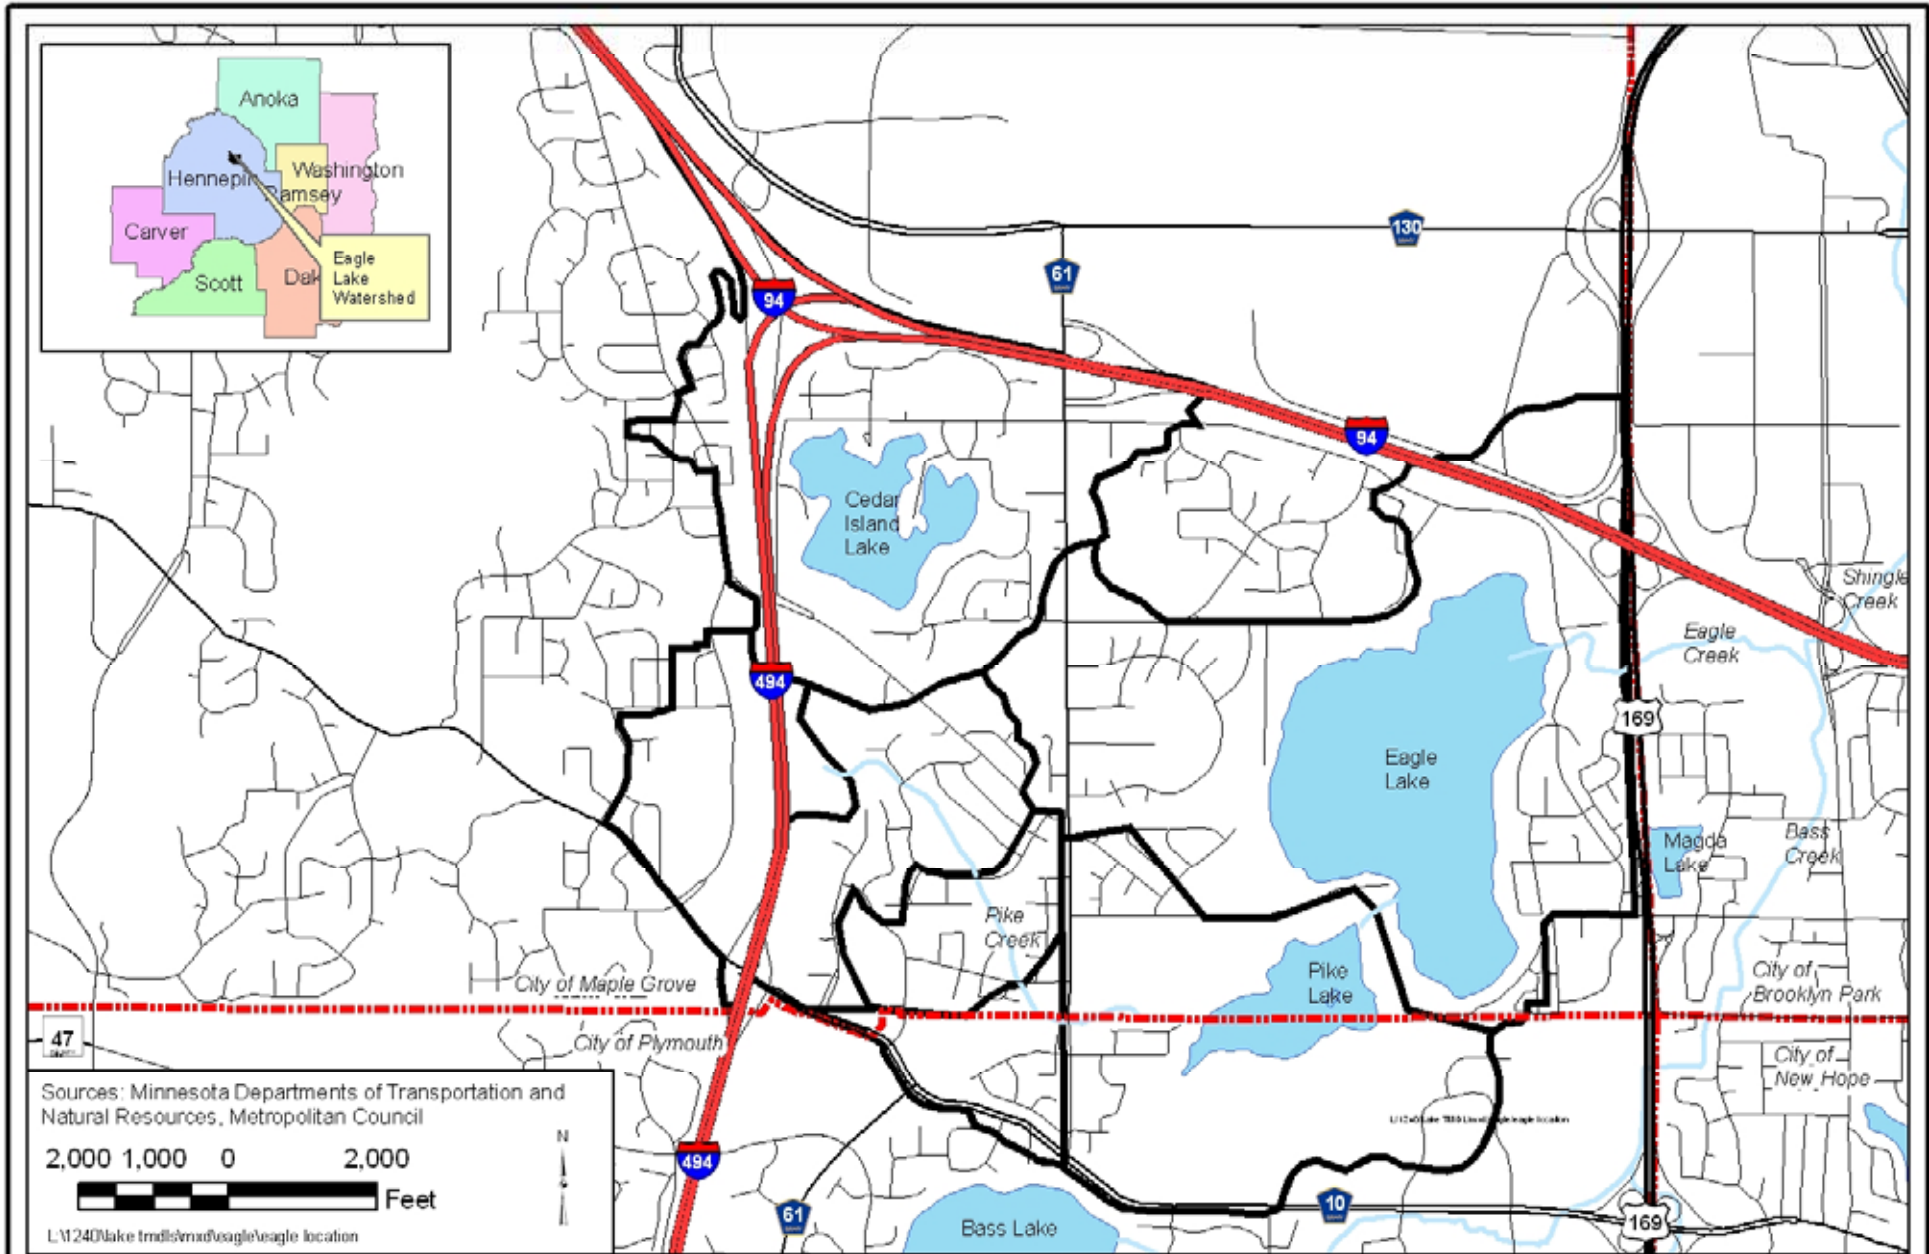 Anoka
Hennepin
Washington
Ramsey
Carver
Scott
Dak
Eagle
Lake
Watershed
130
61
94
94
Cedar
Island
Lake
Shingle
Creek
Eagle
Creek
494
169
Eagle
Lake
Magda
Lake
Bass
Creek
Pike
Creek
Pike
Lake
City of Maple Grove
City of
Brooklyn Park
47
City of Plymouth
City of
New Hope
Sources: Minnesota Departments of Transportation and
Natural Resources, Metropolitan Council
N
2,000 1,000 0 2,000
Feet
L:\1240\lake tmdls\mxd\eagle\eagle location
494
61
Bass Lake
10
169